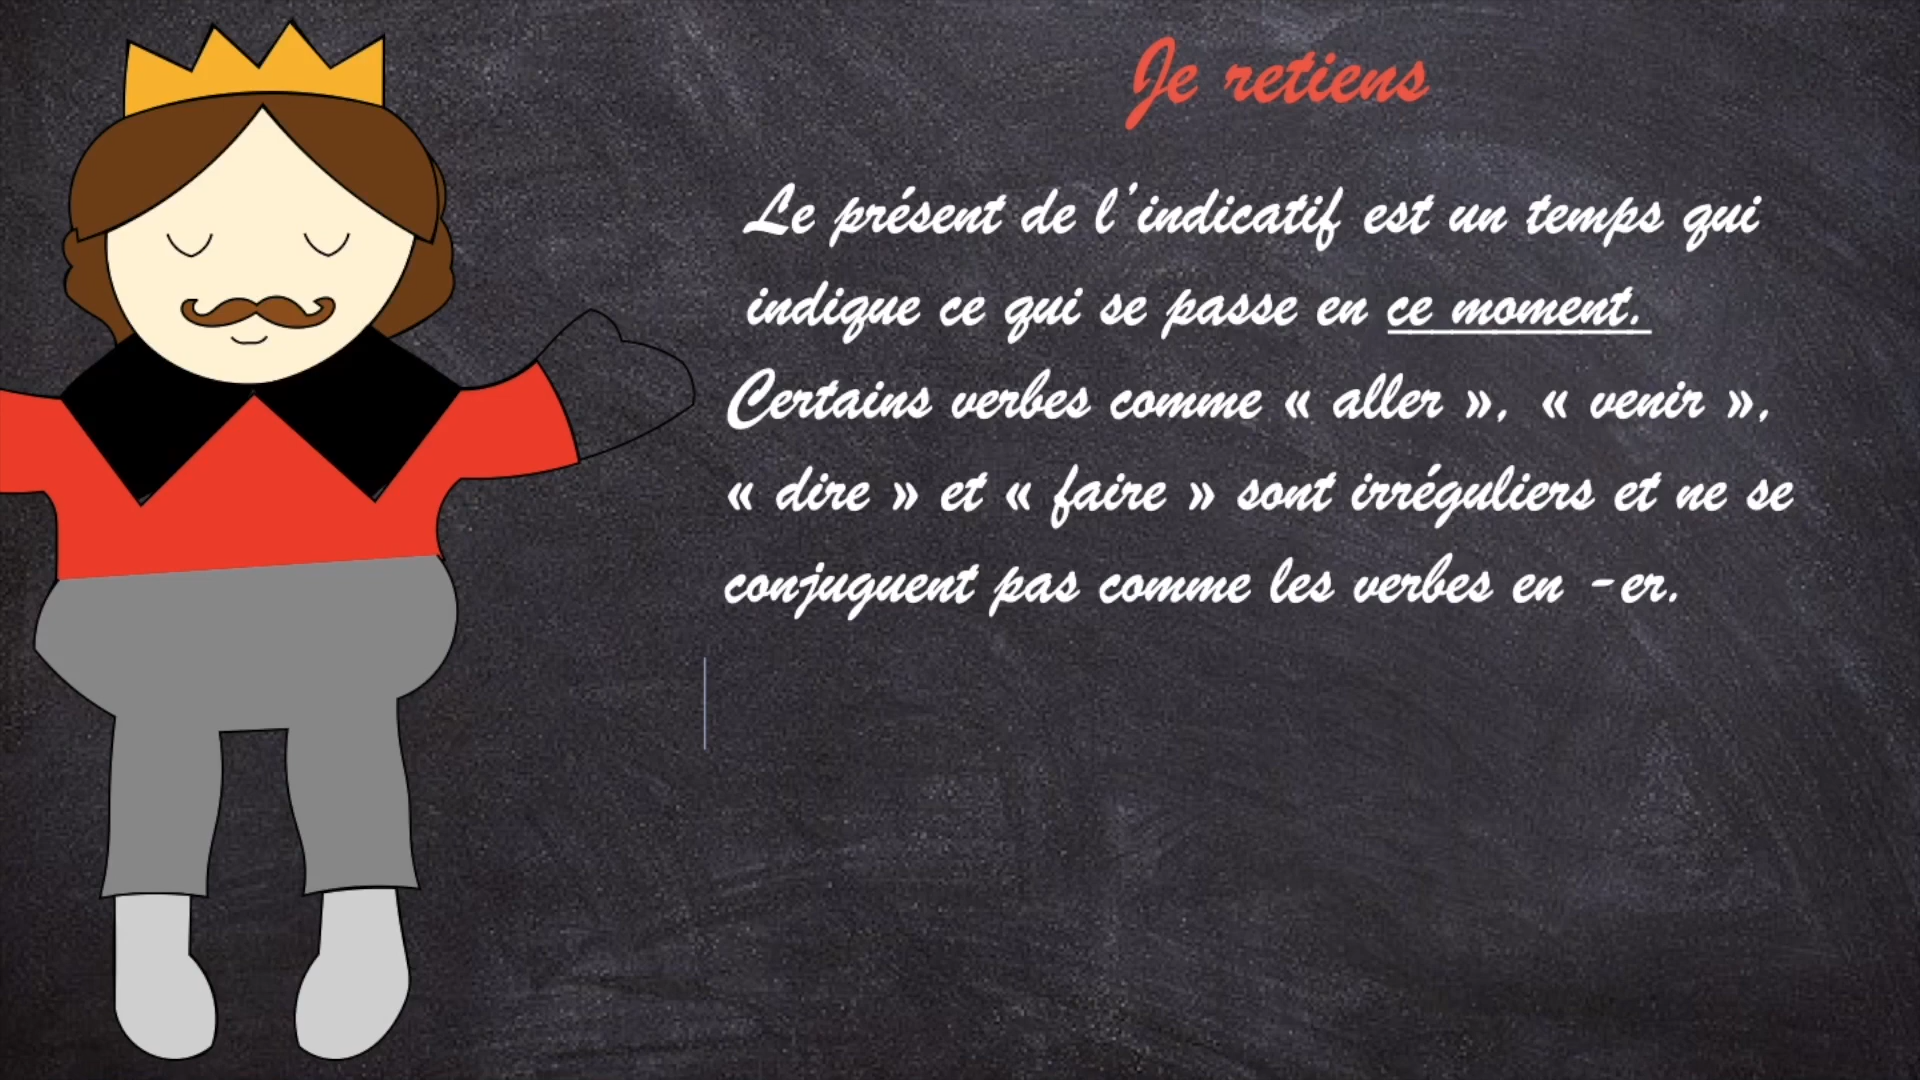 Je retiens
Le présent de l'indicatif est un temps qui
indique ce qui se passe en ce moment.
Certains verbes comme « aller », « venir »,
« dire » et « faire » sont irréguliers et ne se
conjuguent pas comme les verbes en -er.